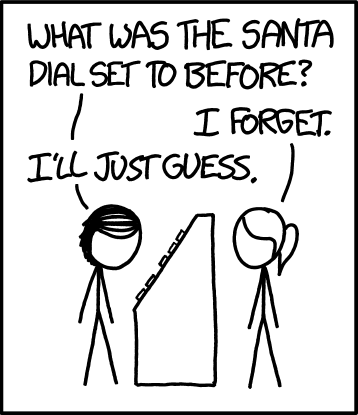 WHAT WAS THE SANTA
DIAL SET TO BEFORE?
I FORGET.
I'LL JUST GUESS.